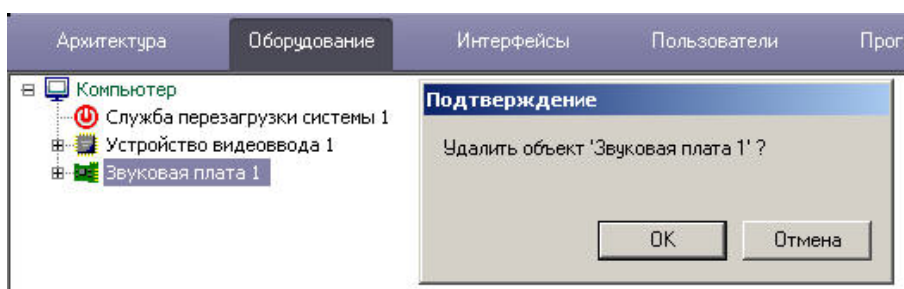 Архитектура Оборудование Интерфейсы Пользователи Прог
Компьютер
Служба перезагрузки системы 1
Устройство видеоввода 1
Звуковая плата 1
Подтверждение
Удалить объект 'Звуковая плата 1' ?
OK Отмена